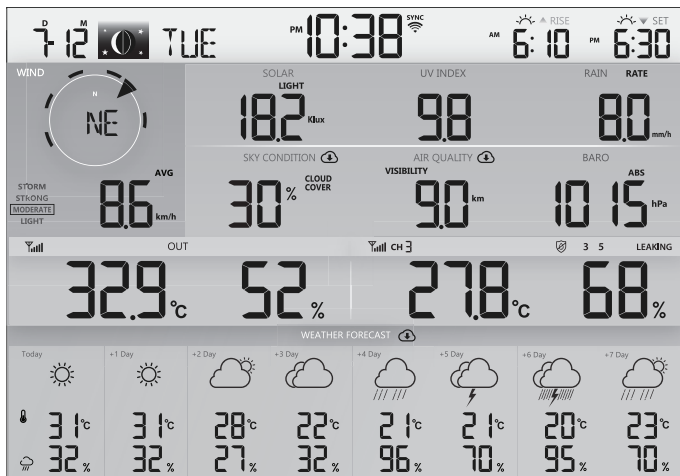 D M
7-12 TUE PM 10:38 SYNC
RISE AM 6:10
SET PM 6:30
WIND
N
NE
STORM
STRONG
MODERATE
LIGHT
AVG
8.6 km/h
SOLAR
LIGHT
18.2 Klux
UV INDEX
9.8
RAIN RATE
8.0 mm/h
SKY CONDITION
30 % CLOUD COVER
AIR QUALITY
VISIBILITY
9.0 km
BARO
ABS
1015 hPa
OUT
32.9 °C 52 %
CH 3
3 5 LEAKING
27.8 °C 68 %
WEATHER FORECAST
Today +1 Day +2 Day +3 Day +4 Day +5 Day +6 Day +7 Day
31°C 31°C 28°C 22°C 21°C 21°C 20°C 23°C
32% 32% 27% 32% 96% 70% 95% 70%